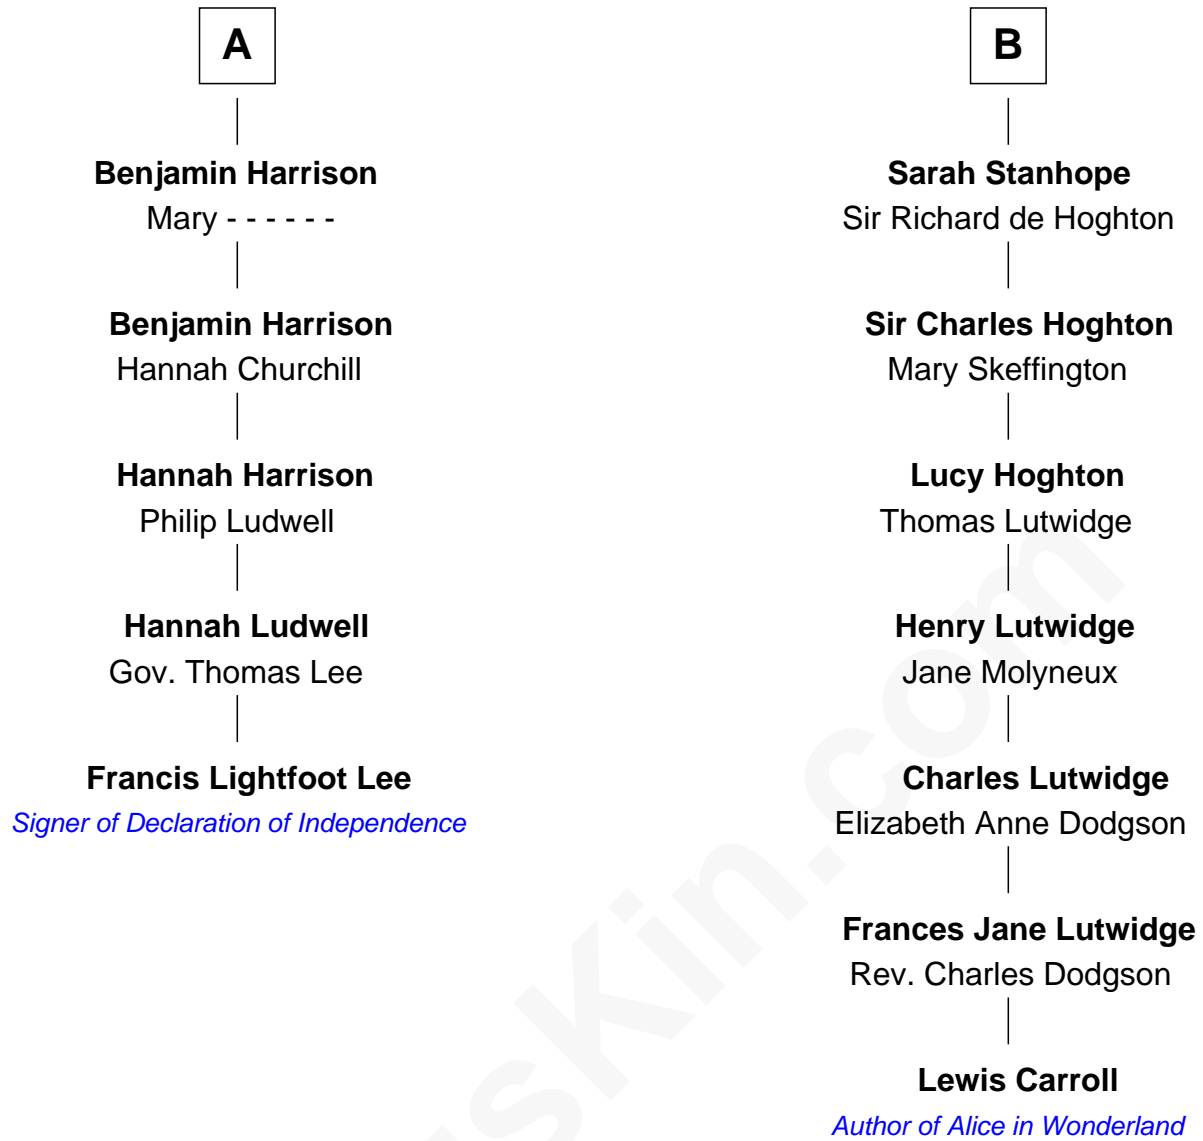 A
Benjamin Harrison
Mary - - - - - -
Benjamin Harrison
Hannah Churchill
Hannah Harrison
Philip Ludwell
Hannah Ludwell
Gov. Thomas Lee
Francis Lightfoot Lee
Signer of Declaration of Independence
B
Sarah Stanhope
Sir Richard de Hoghton
Sir Charles Hoghton
Mary Skeffington
Lucy Hoghton
Thomas Lutwidge
Henry Lutwidge
Jane Molyneux
Charles Lutwidge
Elizabeth Anne Dodgson
Frances Jane Lutwidge
Rev. Charles Dodgson
Lewis Carroll
Author of Alice in Wonderland